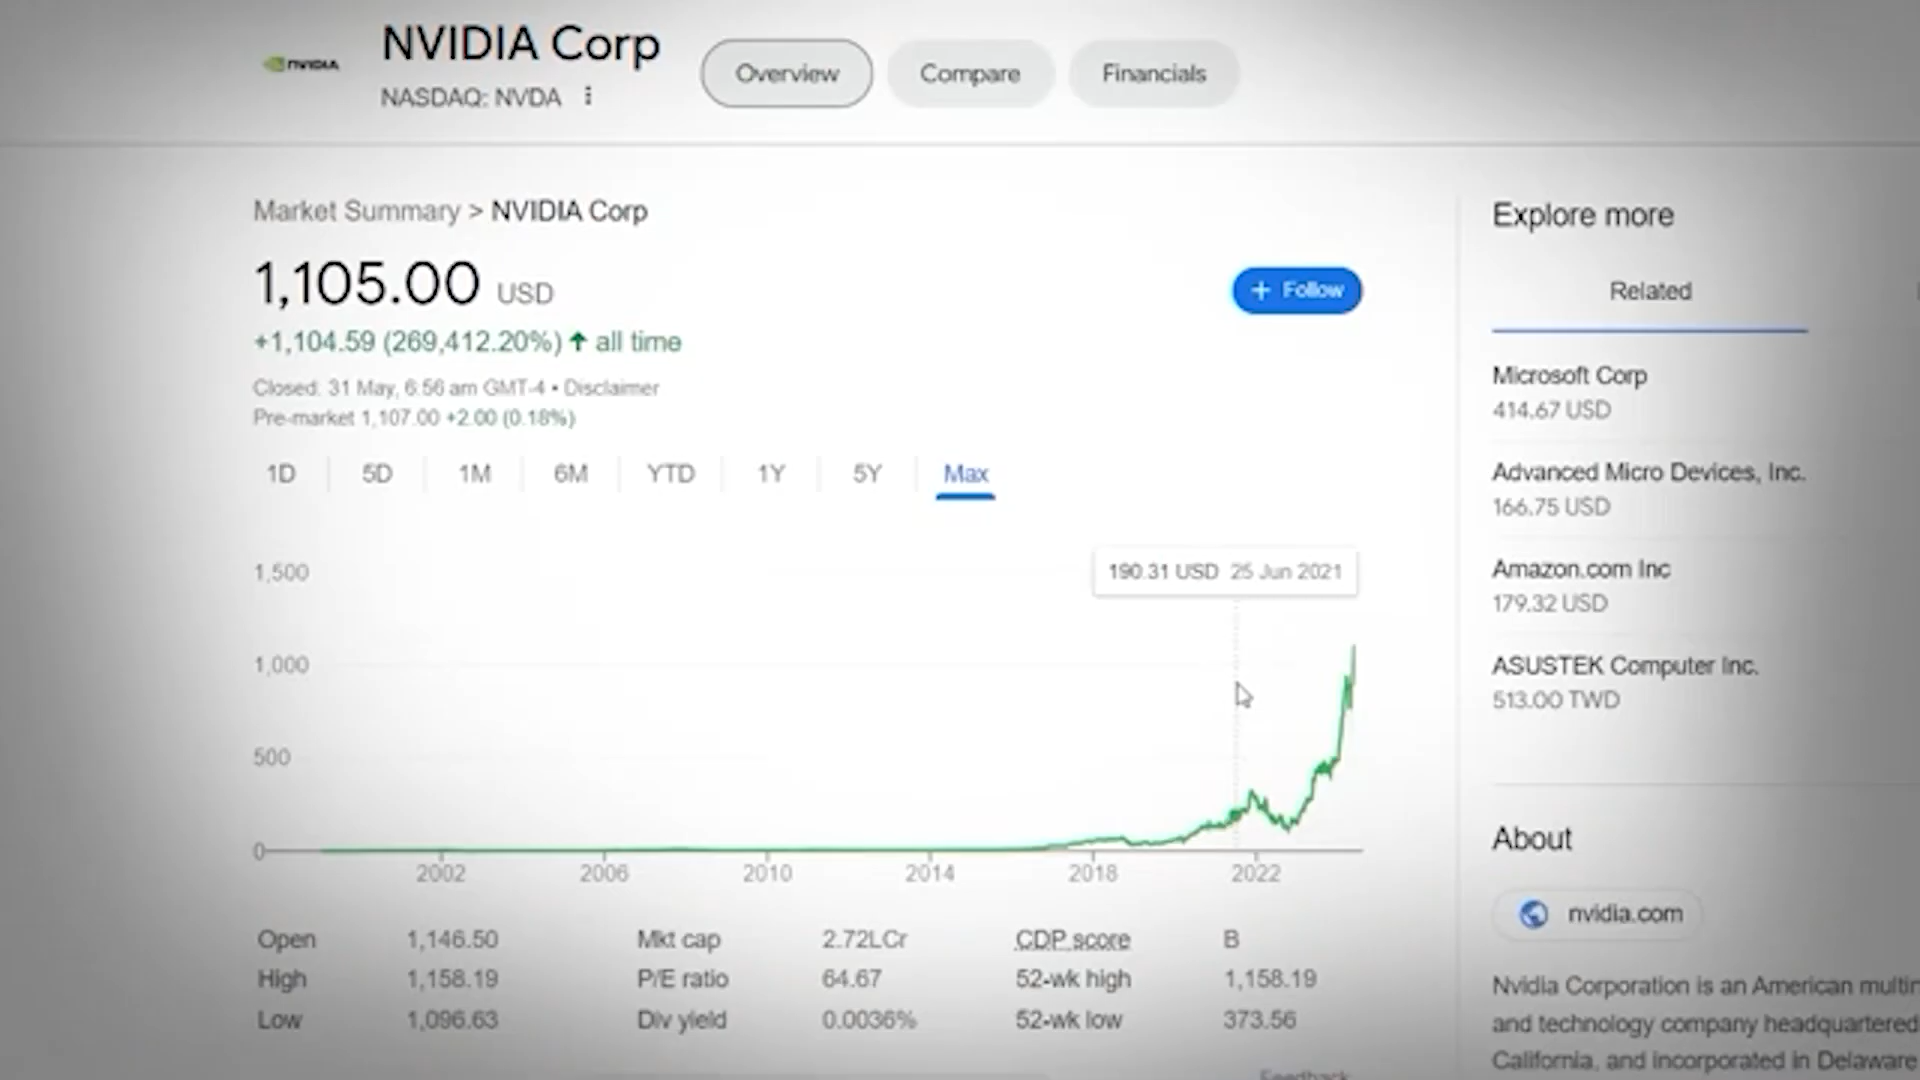 NVIDIA
NVIDIA Corp
NASDAQ: NVDA
Overview
Compare
Financials
Market Summary > NVIDIA Corp
1,105.00 USD
+ Follow
+1,104.59 (269,412.20%) ↑ all time
Closed: 31 May, 6:56 am GMT-4 • Disclaimer
Pre-market 1,107.00 +2.00 (0.18%)
1D 5D 1M 6M YTD 1Y 5Y Max
190.31 USD 25 Jun 2021
1,500
1,000
500
0
2002 2006 2010 2014 2018 2022
Open 1,146.50 Mkt cap 2.72LCr CDP score B
High 1,158.19 P/E ratio 64.67 52-wk high 1,158.19
Low 1,096.63 Div yield 0.0036% 52-wk low 373.56
Feedback
Explore more
Related
Microsoft Corp
414.67 USD
Advanced Micro Devices, Inc.
166.75 USD
Amazon.com Inc
179.32 USD
ASUSTEK Computer Inc.
513.00 TWD
About
nvidia.com
Nvidia Corporation is an American
and technology company headquartered
California, and incorporated in Delaware